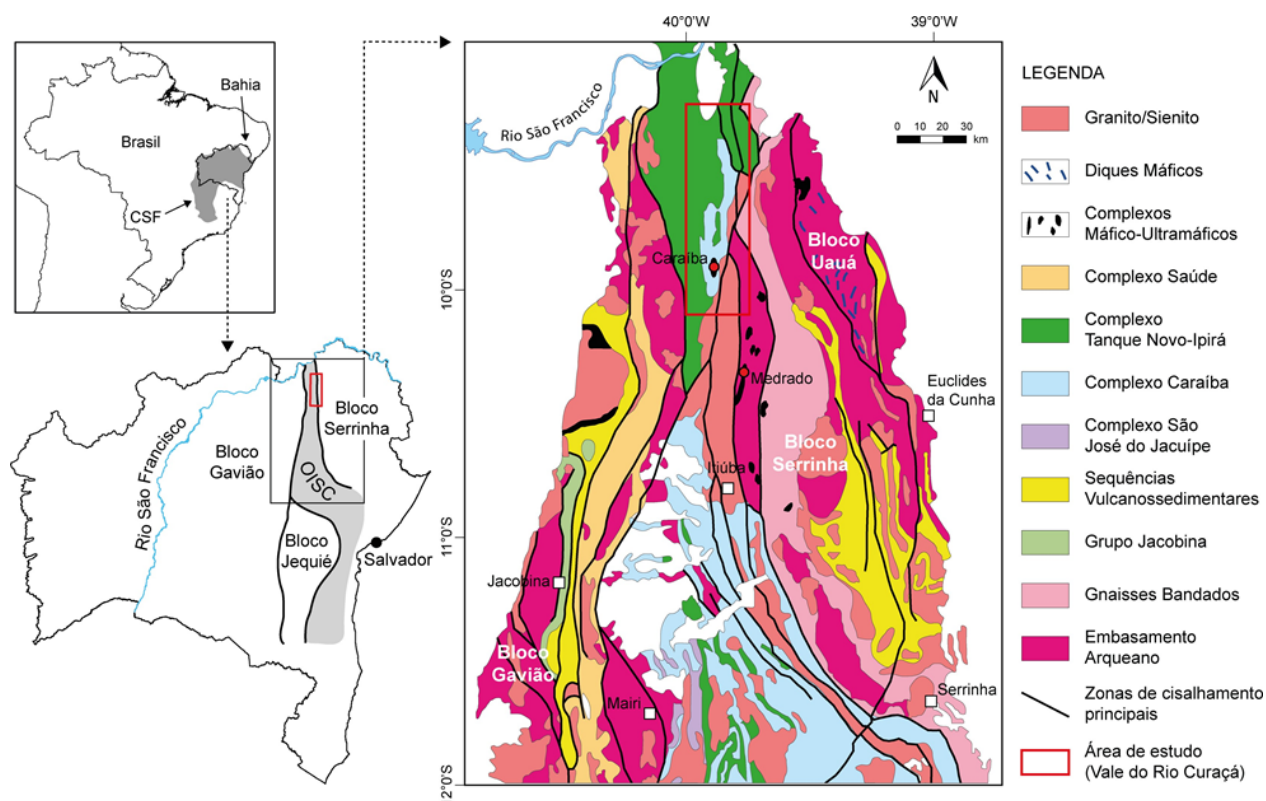 Bahia
Brasil
CSF
Rio São Francisco
Bloco
Serrinha
Bloco
Gavião
OISC
Bloco
Jequié
Salvador
40°0'W
39°0'W
Rio São Francisco
N
0 10 20 30
km
Bloco
Uauá
Caraíba
10°0'S
Medrado
Euclides
da Cunha
Bloco
Serrinha
Itiúba
11°0'S
Jacobina
Bloco
Gavião
Mairi
Serrinha
2°0'S
LEGENDA
Granito/Sienito
Diques Máficos
Complexos
Máfico-Ultramáficos
Complexo Saúde
Complexo
Tanque Novo-Ipirá
Complexo Caraíba
Complexo São
José do Jacuípe
Sequências
Vulcanossedimentares
Grupo Jacobina
Gnaisses Bandados
Embasamento
Arqueano
Zonas de cisalhamento
principais
Área de estudo
(Vale do Rio Curaçá)